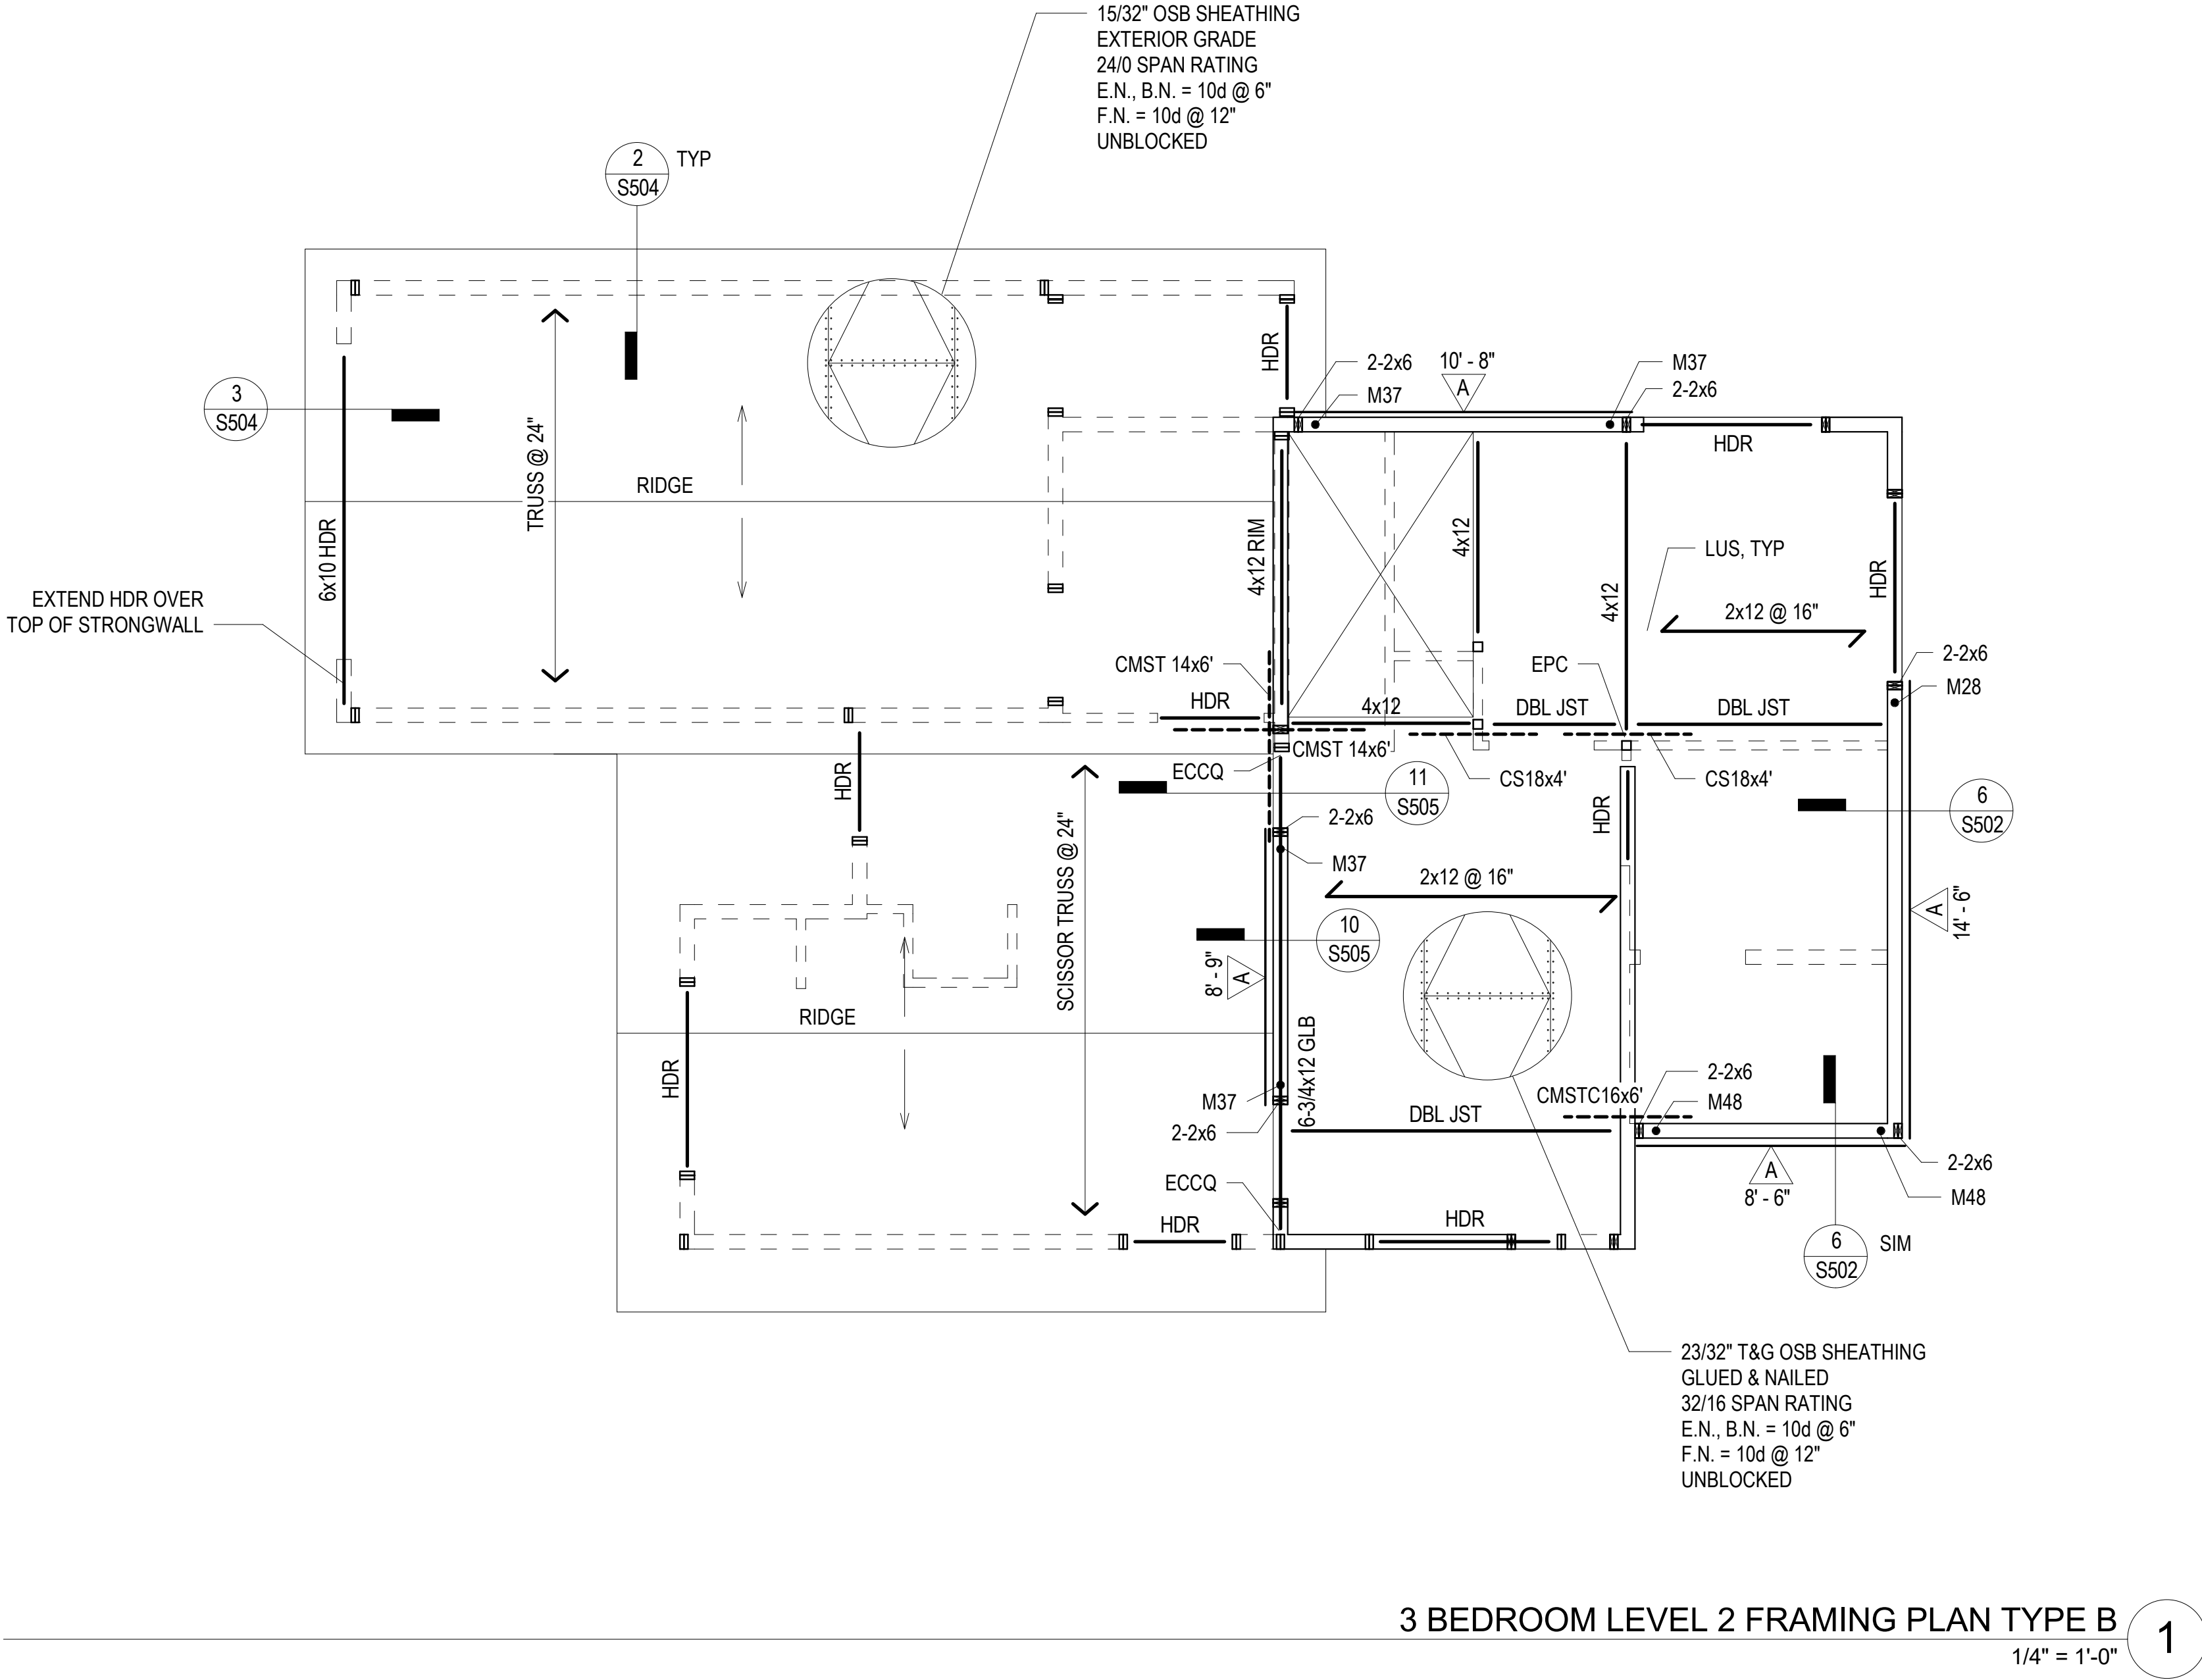 15/32" OSB SHEATHING
EXTERIOR GRADE
24/0 SPAN RATING
E.N., B.N. = 10d @ 6"
F.N. = 10d @ 12"
UNBLOCKED
2
S504
TYP
3
S504
HDR
2-2x6
M37
10' - 8"
A
M37
2-2x6
HDR
TRUSS @ 24"
RIDGE
6x10 HDR
4x12 RIM
4x12
4x12
LUS, TYP
2x12 @ 16"
HDR
EXTEND HDR OVER
TOP OF STRONGWALL
CMST 14x6'
HDR
4x12
EPC
DBL JST
DBL JST
2-2x6
M28
CMST 14x6'
ECCQ
11
S505
CS18x4'
CS18x4'
HDR
HDR
6
S502
SCISSOR TRUSS @ 24"
2-2x6
M37
2x12 @ 16"
10
S505
8' - 9"
A
A
14' - 6"
RIDGE
HDR
6-3/4x12 GLB
M37
2-2x6
DBL JST
CMSTC16x6'
2-2x6
M48
ECCQ
HDR
HDR
A
8' - 6"
2-2x6
M48
6
S502
SIM
23/32" T&G OSB SHEATHING
GLUED & NAILED
32/16 SPAN RATING
E.N., B.N. = 10d @ 6"
F.N. = 10d @ 12"
UNBLOCKED
3 BEDROOM LEVEL 2 FRAMING PLAN TYPE B
1
1/4" = 1'-0"